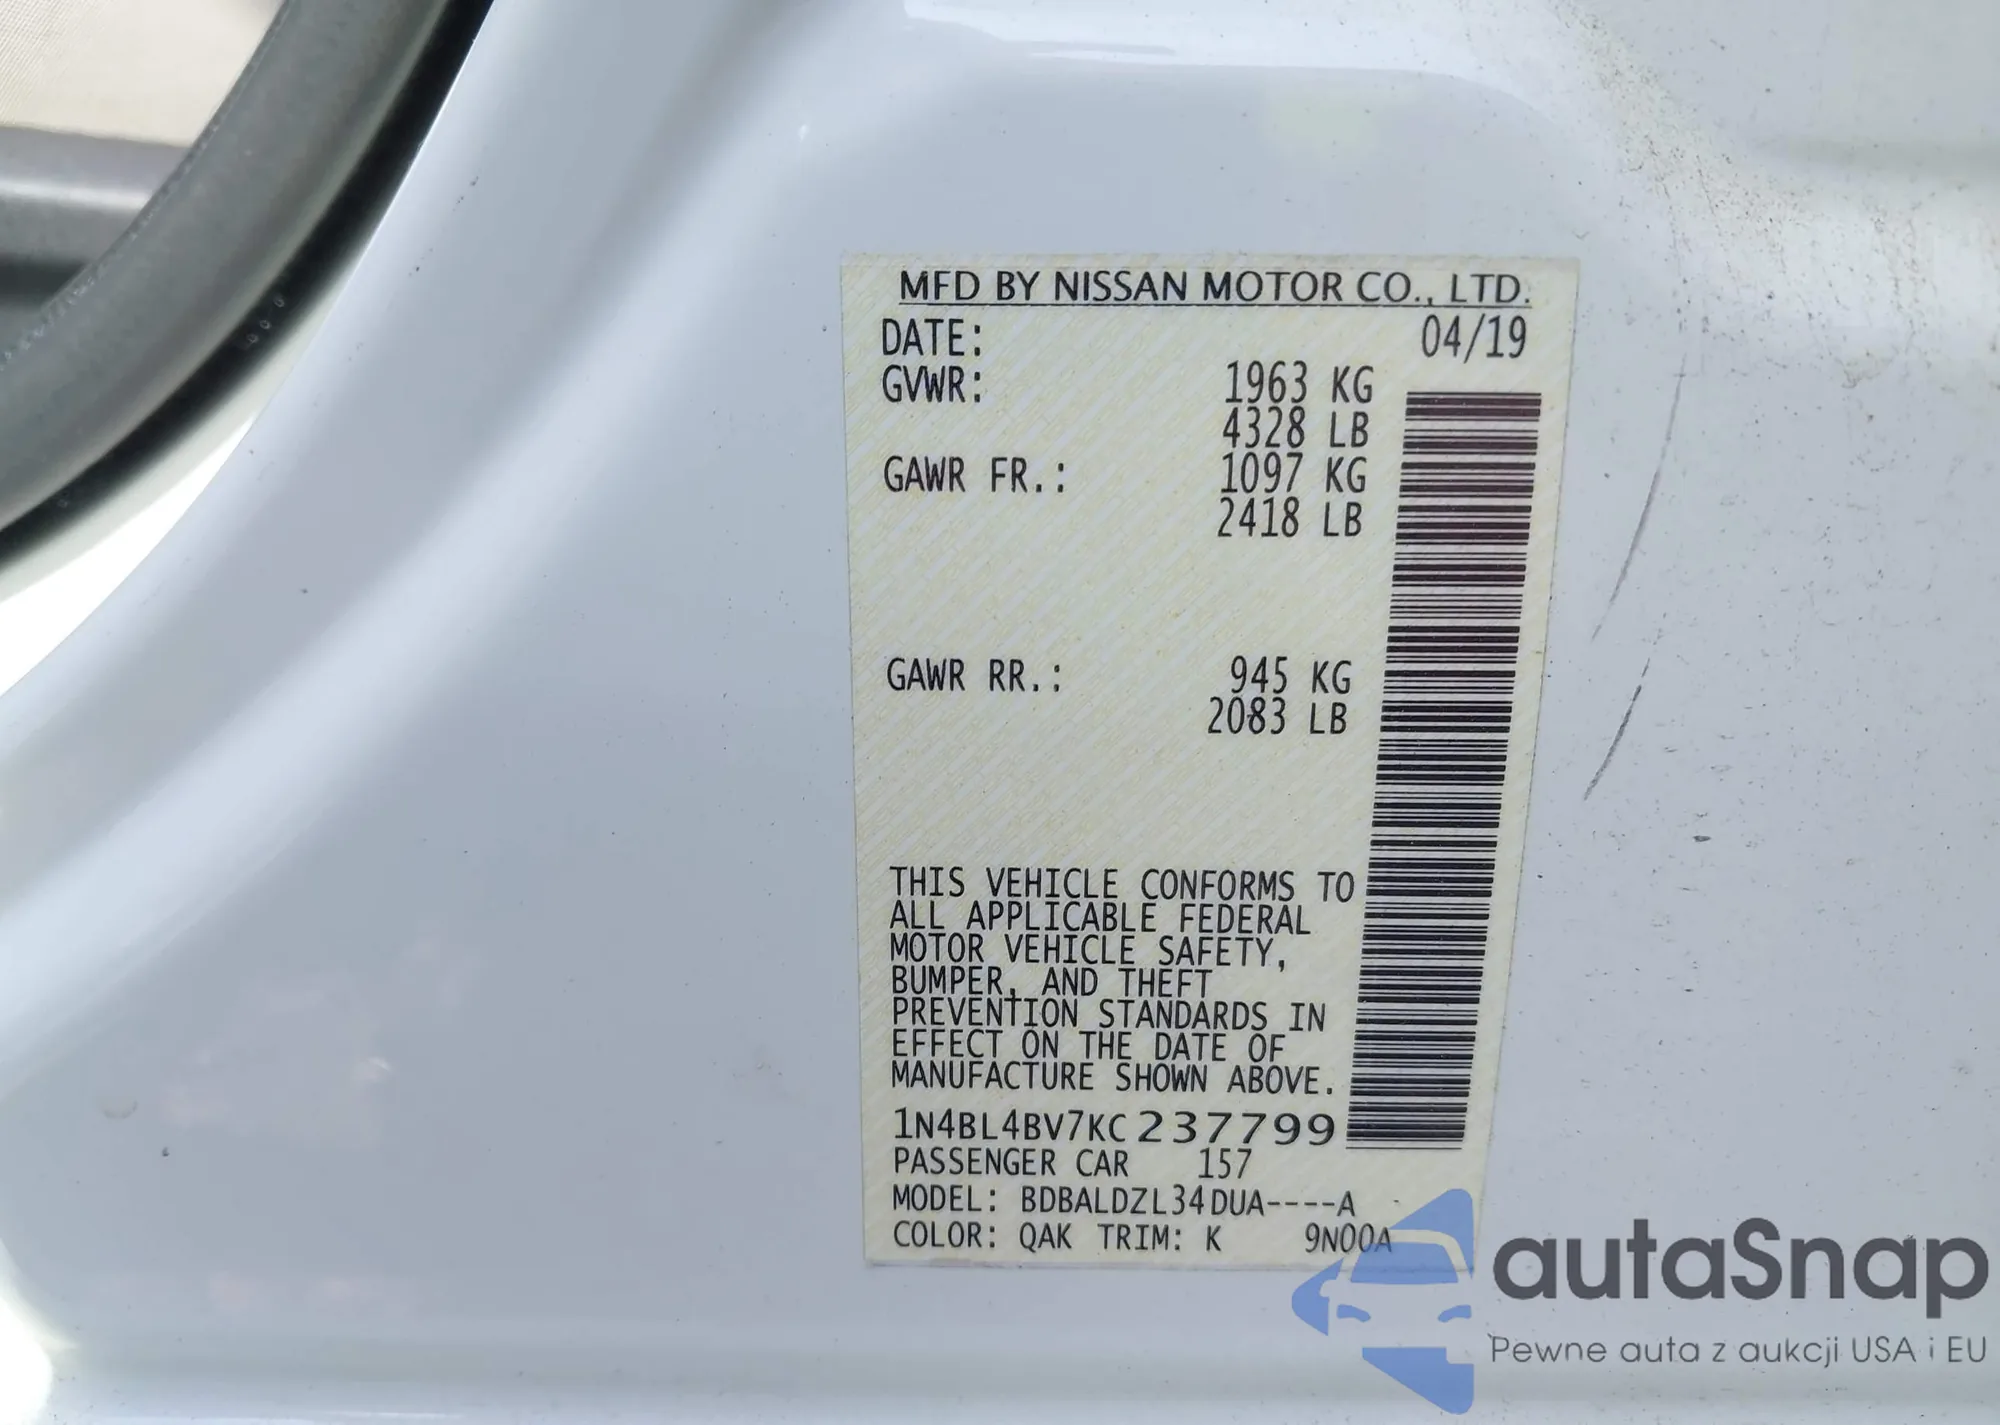 MFD BY NISSAN MOTOR CO., LTD.
DATE: 04/19
GVWR: 1963 KG
4328 LB
GAWR FR.: 1097 KG
2418 LB
GAWR RR.: 945 KG
2083 LB
THIS VEHICLE CONFORMS TO
ALL APPLICABLE FEDERAL
MOTOR VEHICLE SAFETY,
BUMPER, AND THEFT
PREVENTION STANDARDS IN
EFFECT ON THE DATE OF
MANUFACTURE SHOWN ABOVE.
1N4BL4BV7KC237799
PASSENGER CAR 157
MODEL: BDBALDZL34DUA----A
COLOR: QAK TRIM: K 9N00A
autaSnap
Pewne auta z aukcji USA i EU